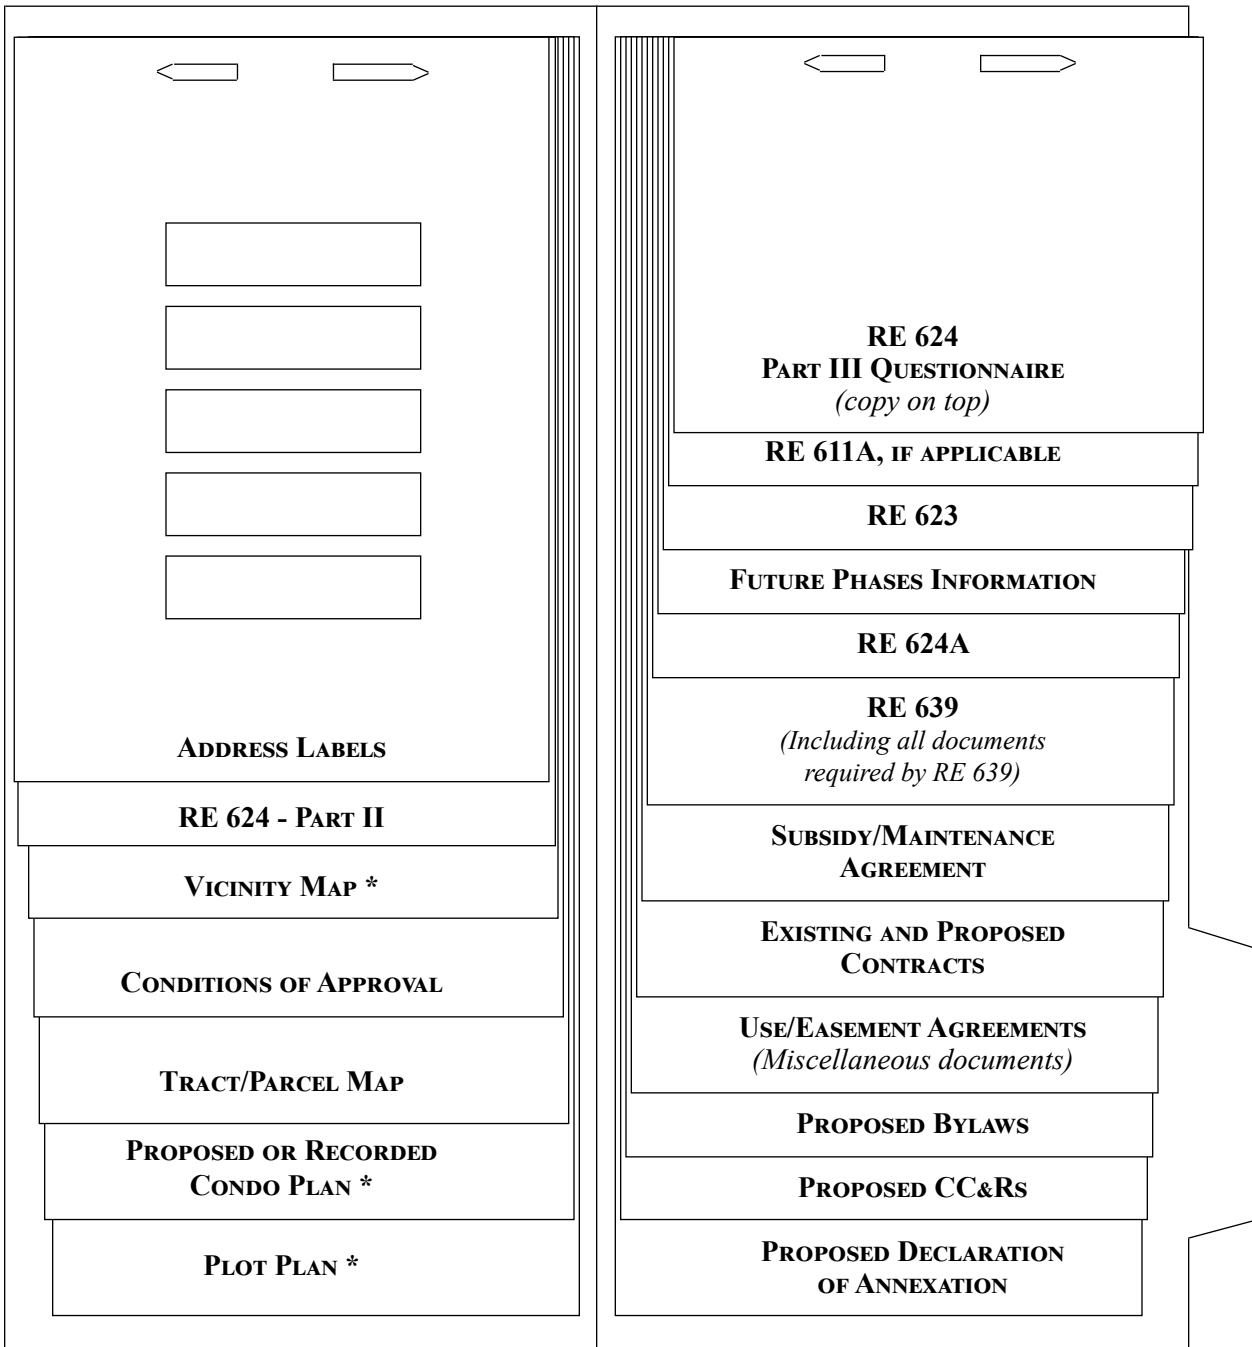 Address Labels
RE 624 - Part II
Vicinity Map *
Conditions of Approval
Tract/Parcel Map
Proposed or Recorded
Condo Plan *
Plot Plan *
RE 624
Part III Questionnaire
(copy on top)
RE 611A, if applicable
RE 623
Future Phases Information
RE 624A
RE 639
(Including all documents
required by RE 639)
Subsidy/Maintenance
Agreement
Existing and Proposed
Contracts
Use/Easement Agreements
(Miscellaneous documents)
Proposed Bylaws
Proposed CC&Rs
Proposed Declaration
of Annexation